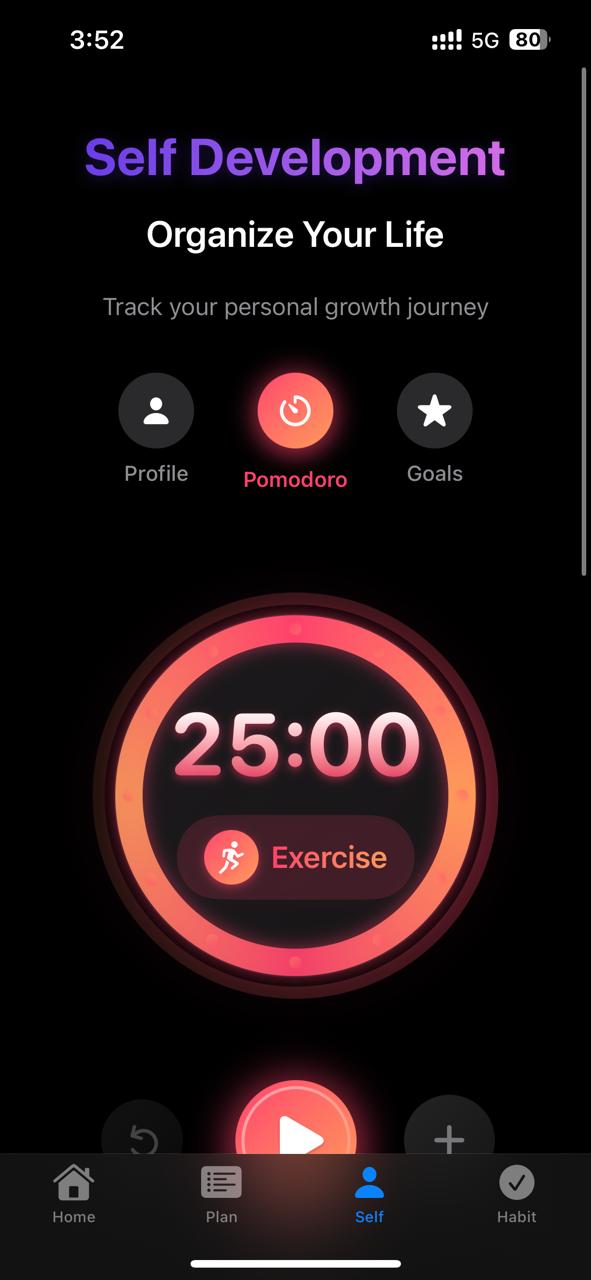 3:52 5G 80
Self Development
Organize Your Life
Track your personal growth journey
Profile Pomodoro Goals
25:00
Exercise
Home Plan Self Habit